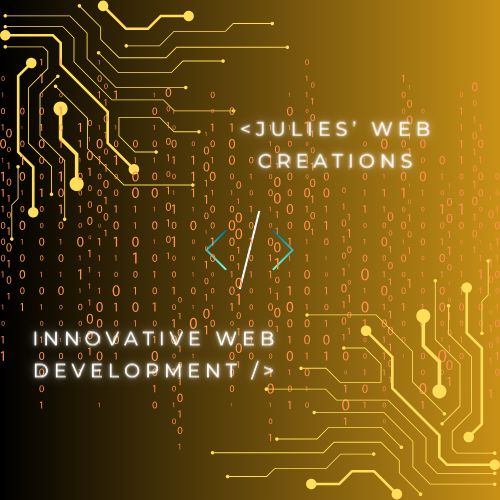 <JULIES’ WEB
CREATIONS
</>
INNOVATIVE WEB
DEVELOPMENT />